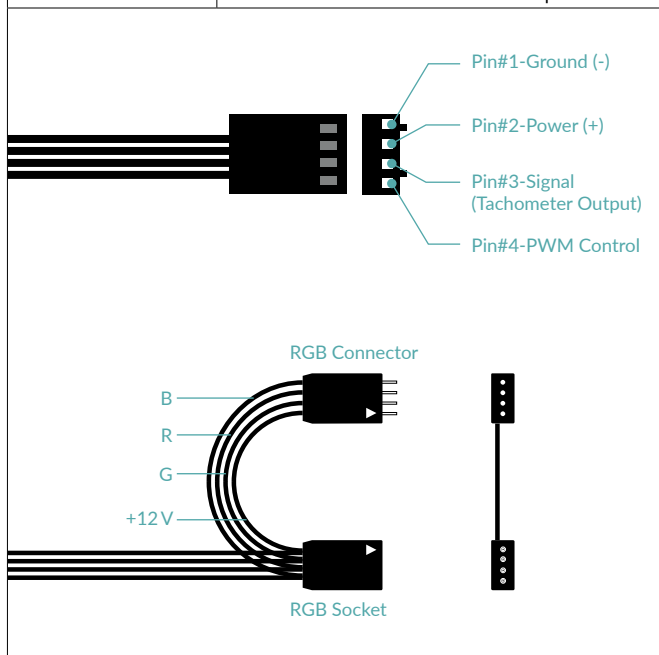 Pin#1-Ground (-)
Pin#2-Power (+)
Pin#3-Signal
(Tachometer Output)
Pin#4-PWM Control
RGB Connector
B
R
G
+12 V
RGB Socket